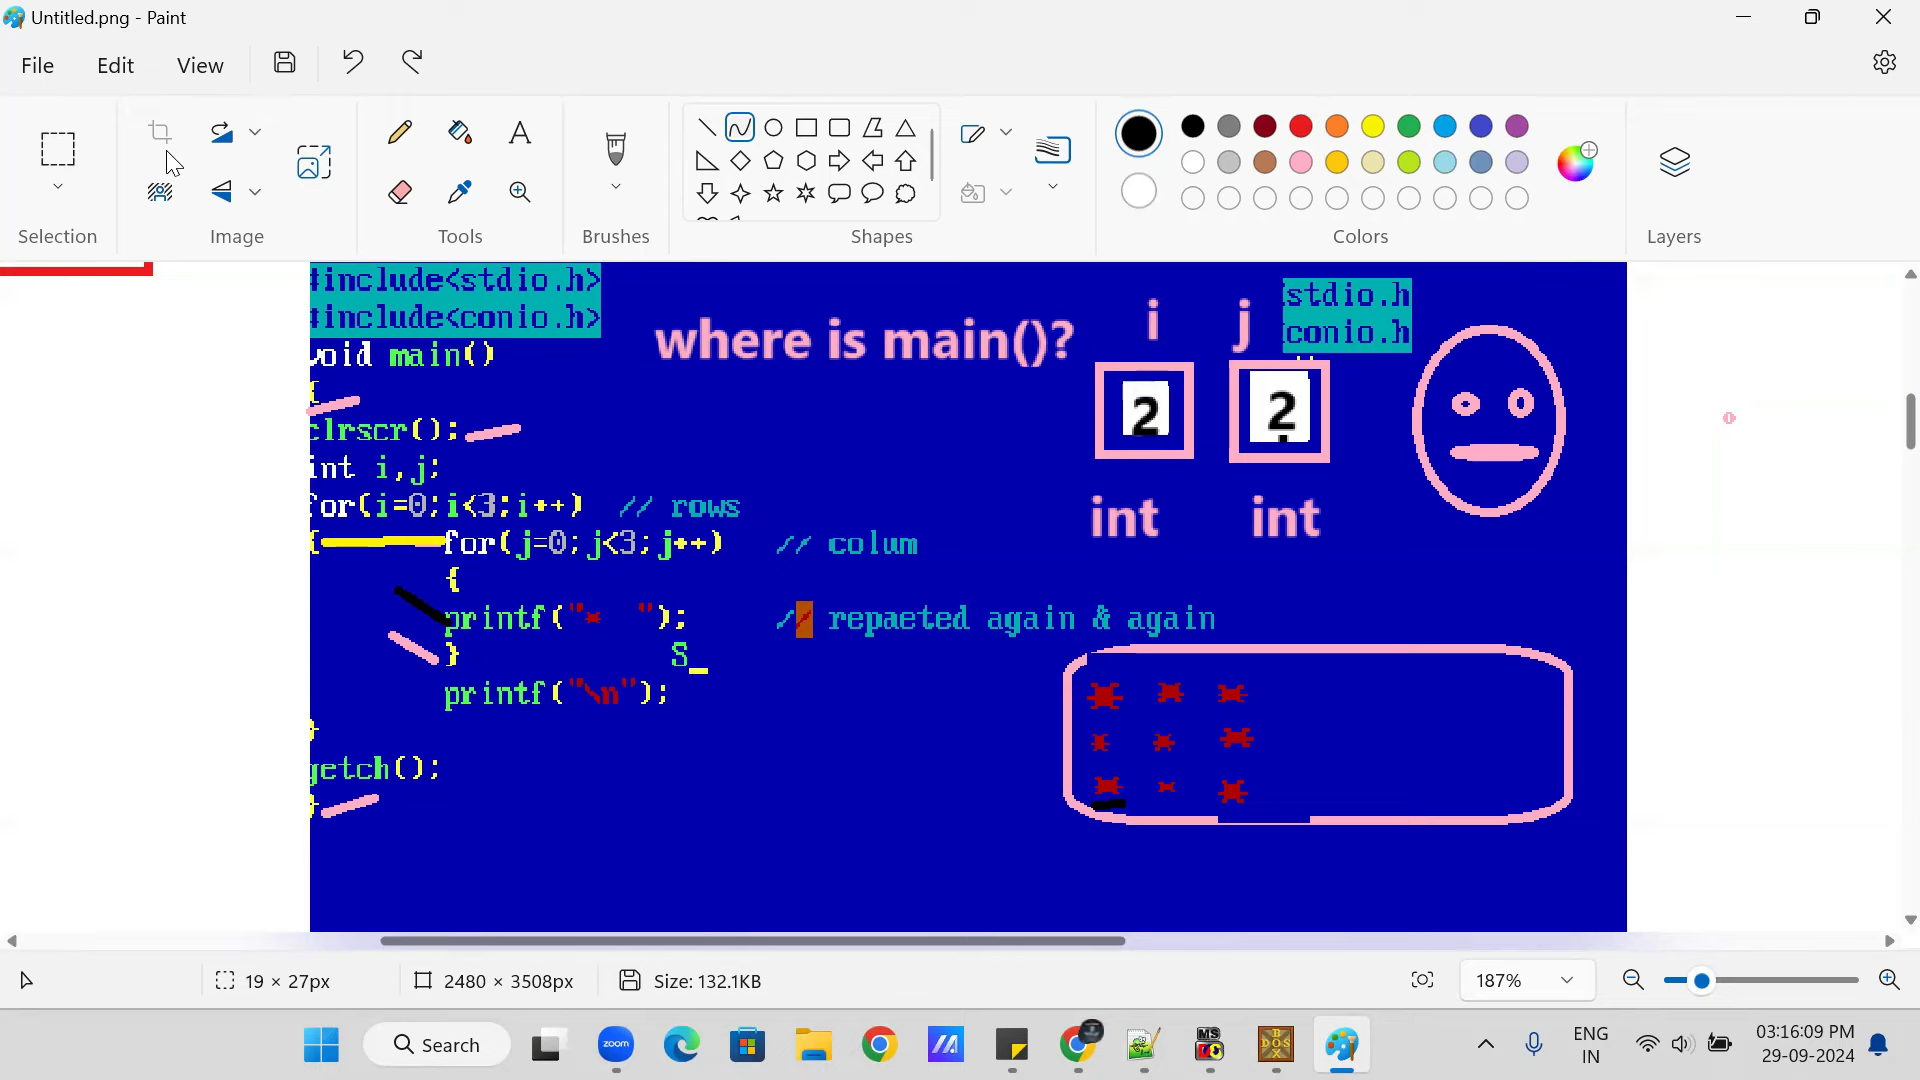 Untitled.png - Paint
File Edit View
Selection Image Tools Brushes Shapes Colors Layers
#include<stdio.h>
#include<conio.h>
void main()
{
clrscr();
int i,j;
for(i=0;i<3;i++) // rows
{ for(j=0;j<3;j++) // colum
{
printf("* "); // repaeted again & again
} S_
printf("\n");
}
getch();
}
where is main()?
i j
stdio.h
conio.h
2 2
int int
* * *
* * *
* * *
19 × 27px 2480 × 3508px Size: 132.1KB 187%
Search
zoom
MS
DOS
ENG
IN
03:16:09 PM
29-09-2024